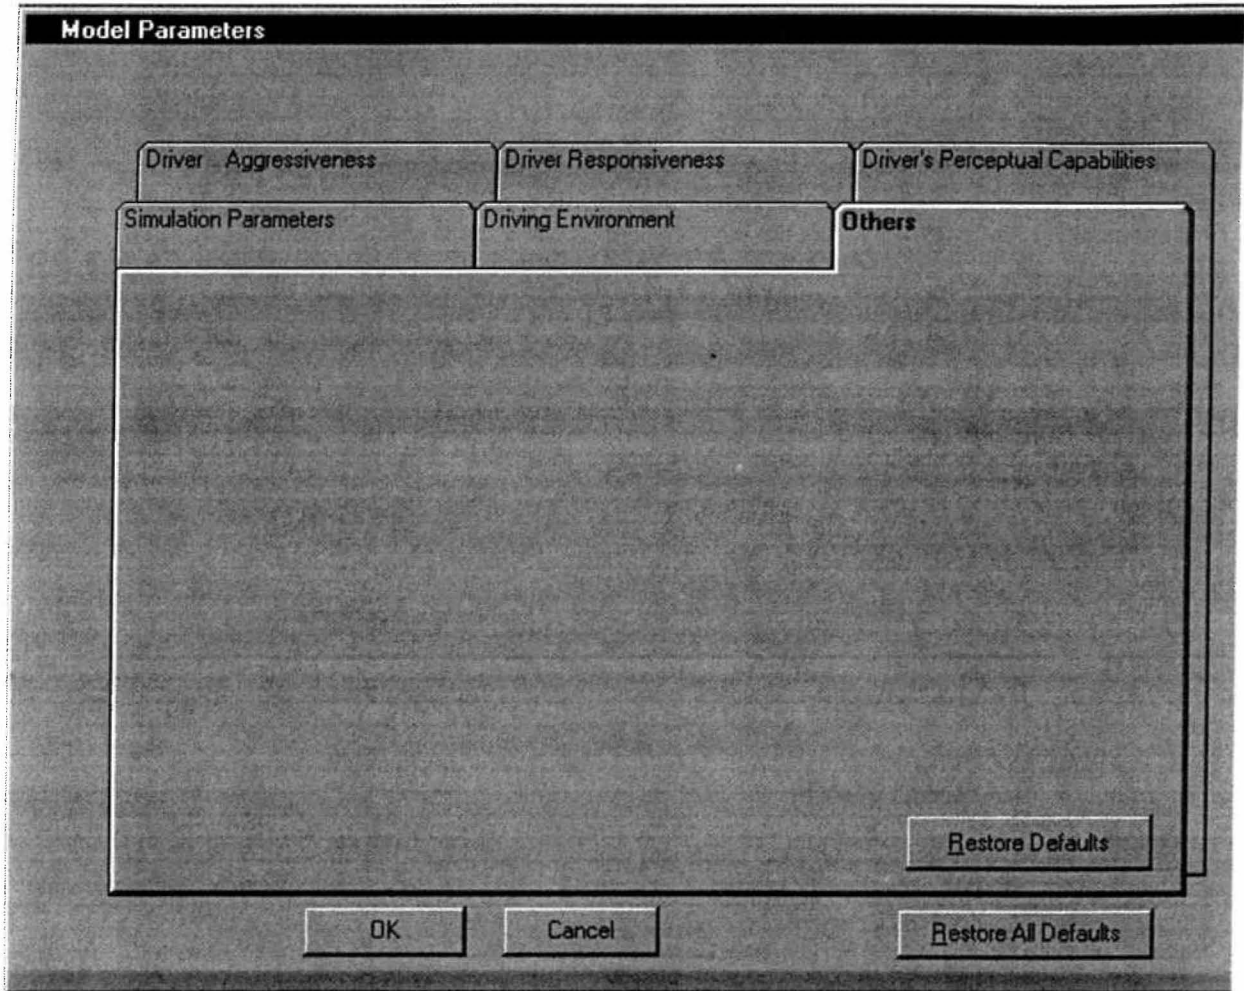 Model Parameters
Driver Aggressiveness
Driver Responsiveness
Driver's Perceptual Capabilities
Simulation Parameters
Driving Environment
Others
Restore Defaults
OK
Cancel
Restore All Defaults